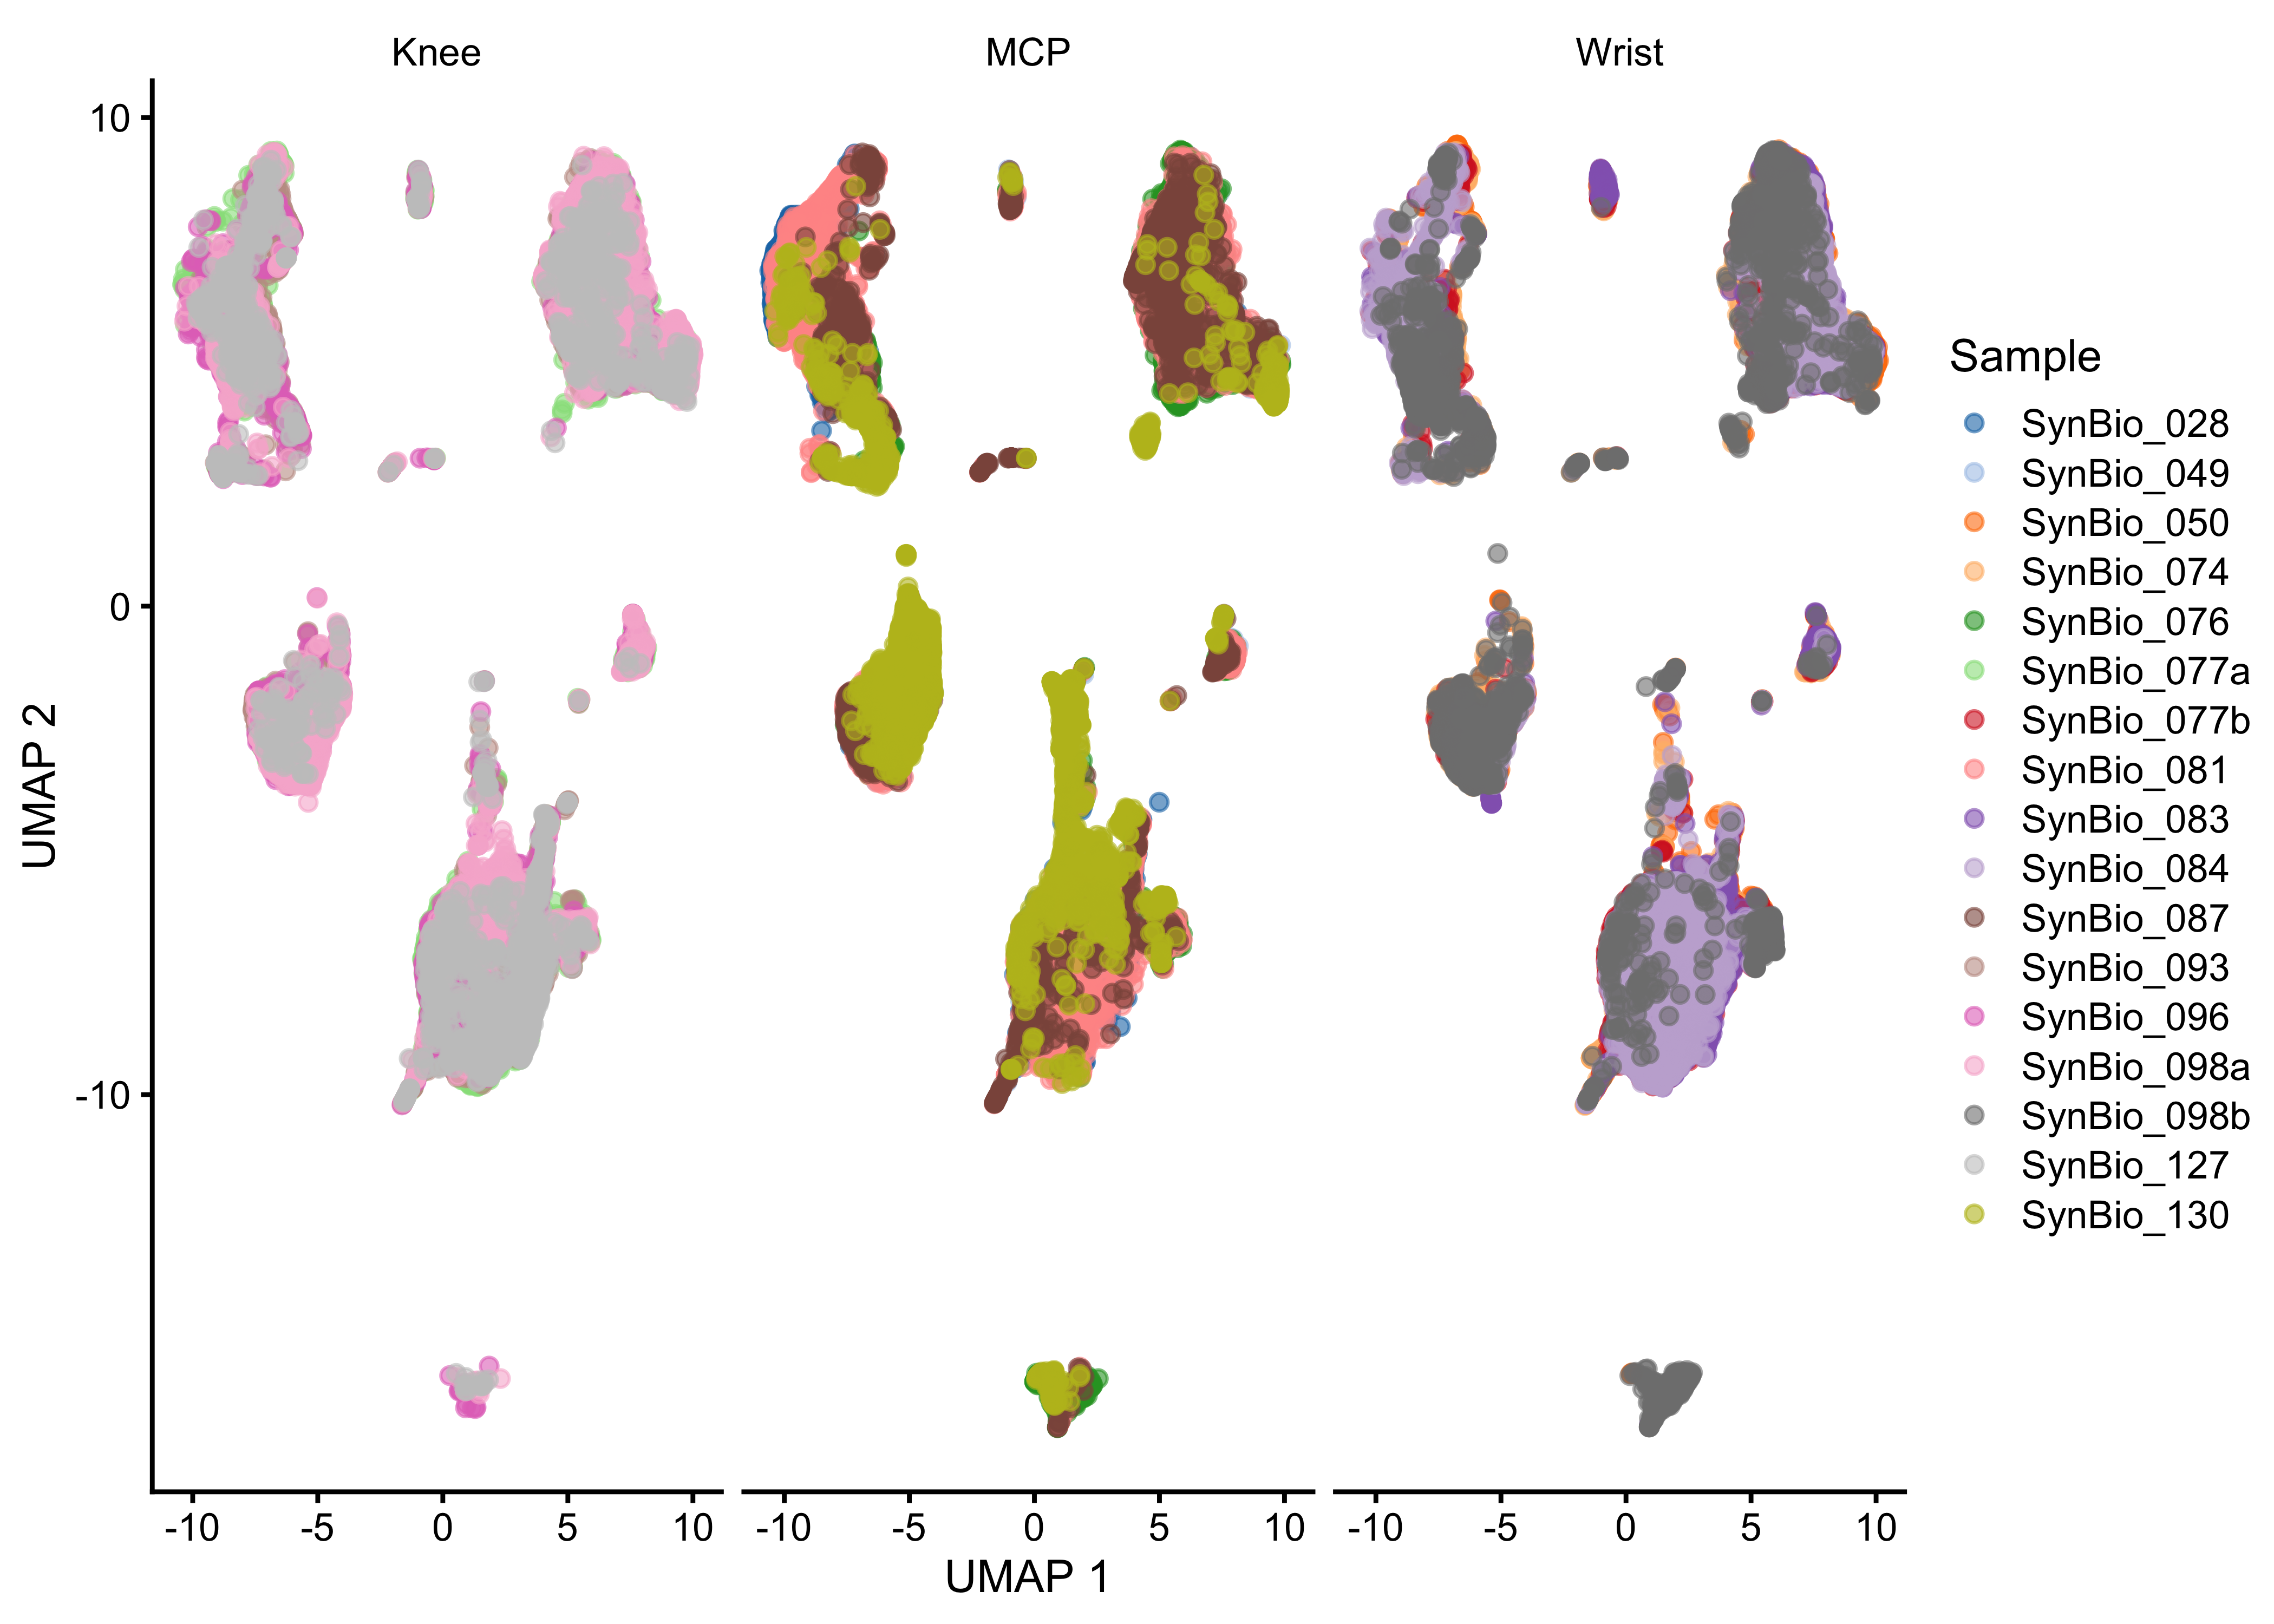 Knee
MCP
Wrist
10
0
-10
UMAP 2
-10 -5 0 5 10
-10 -5 0 5 10
-10 -5 0 5 10
UMAP 1
Sample
SynBio_028
SynBio_049
SynBio_050
SynBio_074
SynBio_076
SynBio_077a
SynBio_077b
SynBio_081
SynBio_083
SynBio_084
SynBio_087
SynBio_093
SynBio_096
SynBio_098a
SynBio_098b
SynBio_127
SynBio_130